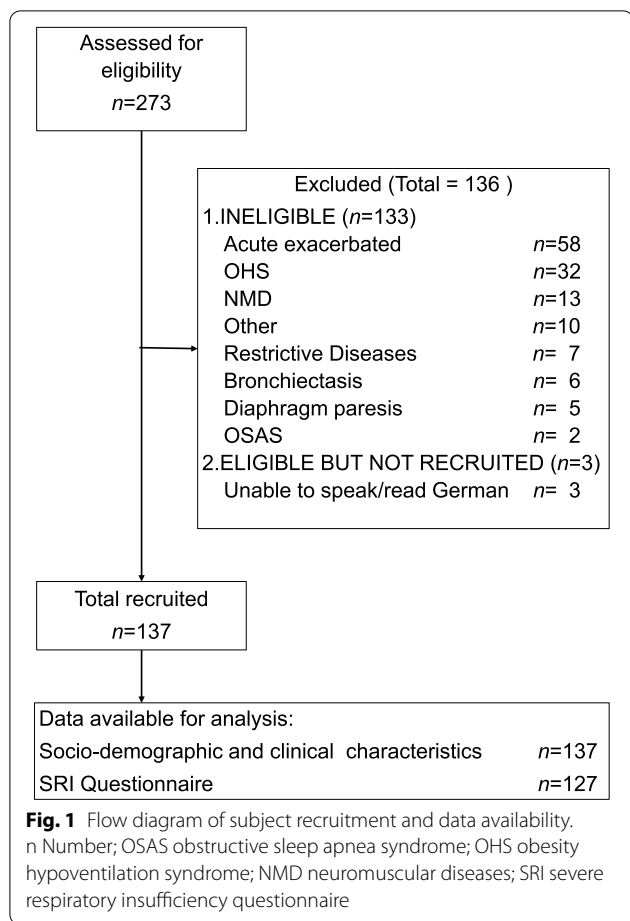 Assessed for
eligibility
n=273
Excluded (Total = 136 )
1.INELIGIBLE (n=133)
Acute exacerbated n=58
OHS n=32
NMD n=13
Other n=10
Restrictive Diseases n= 7
Bronchiectasis n= 6
Diaphragm paresis n= 5
OSAS n= 2
2.ELIGIBLE BUT NOT RECRUITED (n=3)
Unable to speak/read German n= 3
Total recruited
n=137
Data available for analysis:
Socio-demographic and clinical characteristics n=137
SRI Questionnaire n=127
Fig. 1 Flow diagram of subject recruitment and data availability.
n Number; OSAS obstructive sleep apnea syndrome; OHS obesity
hypoventilation syndrome; NMD neuromuscular diseases; SRI severe
respiratory insufficiency questionnaire